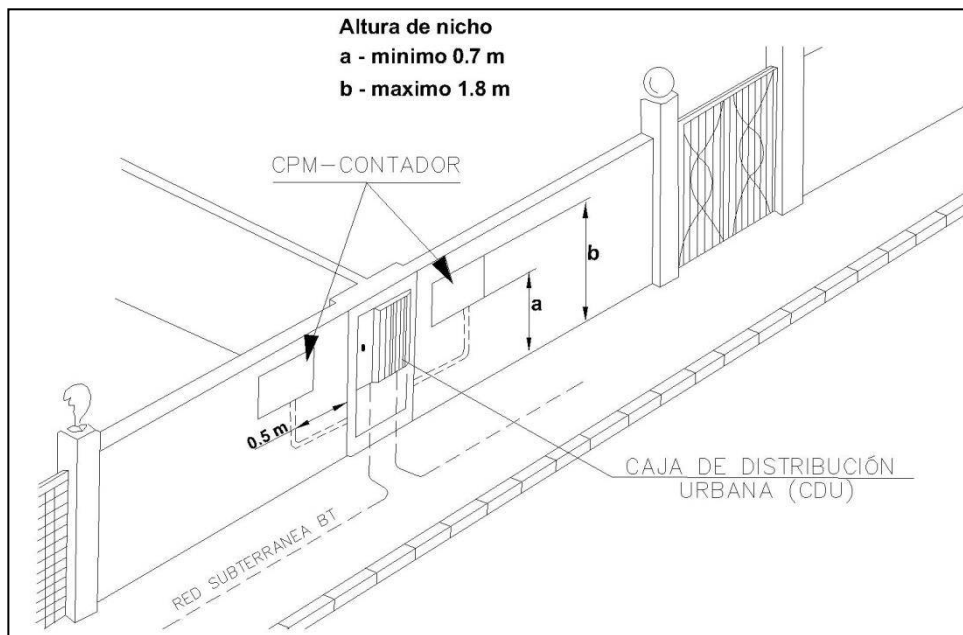 Altura de nicho
a - minimo 0.7 m
b - maximo 1.8 m
CPM-CONTADOR
b
a
0.5 m
CAJA DE DISTRIBUCIÓN
URBANA (CDU)
RED SUBTERRANEA BT